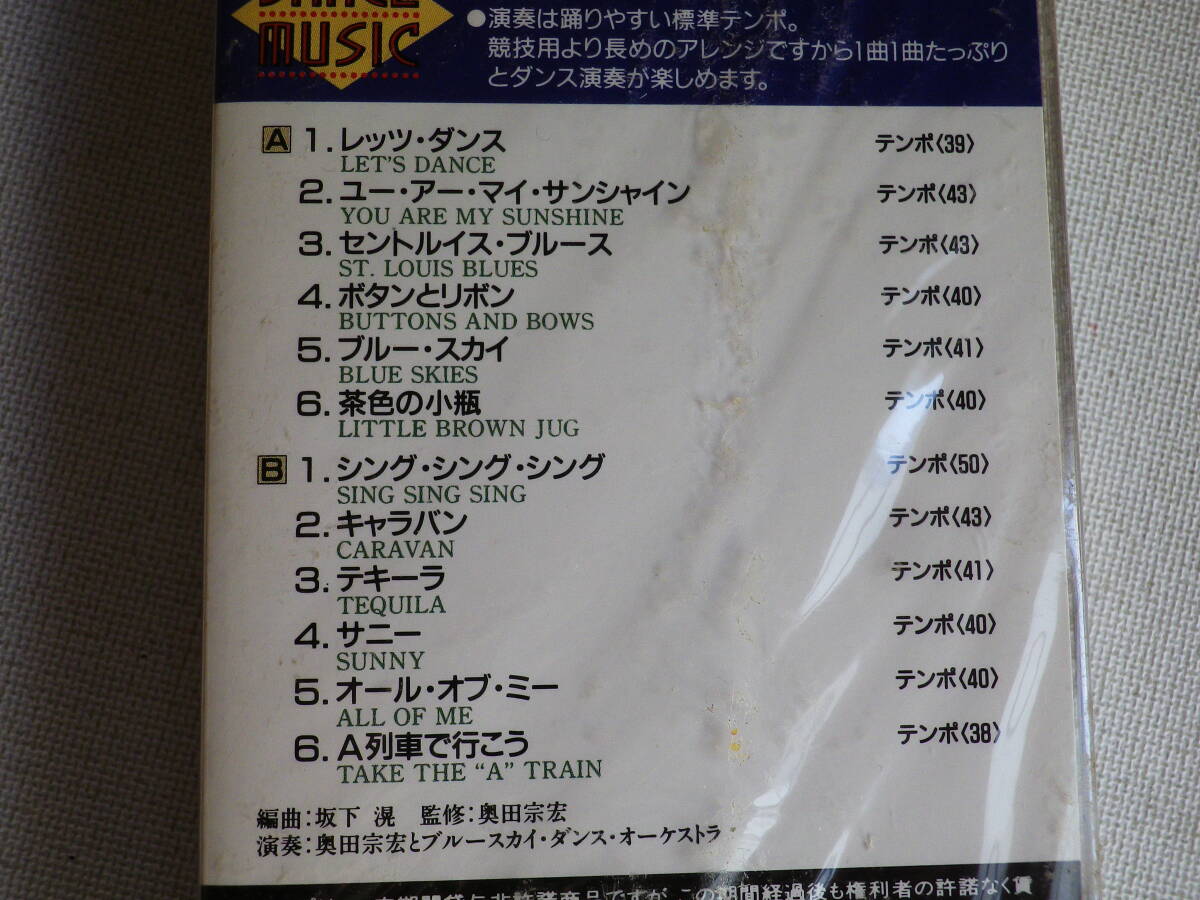 MUSIC
●演奏は踊りやすい標準テンポ。
競技用より長めのアレンジですから1曲1曲たっぷり
とダンス演奏が楽しめます。
A 1.レッツ・ダンス テンポ〈39〉
LET'S DANCE
2.ユー・アー・マイ・サンシャイン テンポ〈43〉
YOU ARE MY SUNSHINE
3.セントルイス・ブルース テンポ〈43〉
ST. LOUIS BLUES
4.ボタンとリボン テンポ〈40〉
BUTTONS AND BOWS
5.ブルー・スカイ テンポ〈41〉
BLUE SKIES
6.茶色の小瓶 テンポ〈40〉
LITTLE BROWN JUG
B 1.シング・シング・シング テンポ〈50〉
SING SING SING
2.キャラバン テンポ〈43〉
CARAVAN
3.テキーラ テンポ〈41〉
TEQUILA
4.サニー テンポ〈40〉
SUNNY
5.オール・オブ・ミー テンポ〈40〉
ALL OF ME
6.A列車で行こう テンポ〈38〉
TAKE THE “A” TRAIN
編曲:坂下 滉 監修:奥田宗宏
演奏:奥田宗宏とブルースカイ・ダンス・オーケストラ
期間貸与非許諾商品ですが、この期間経過後も権利者の許諾なく賃